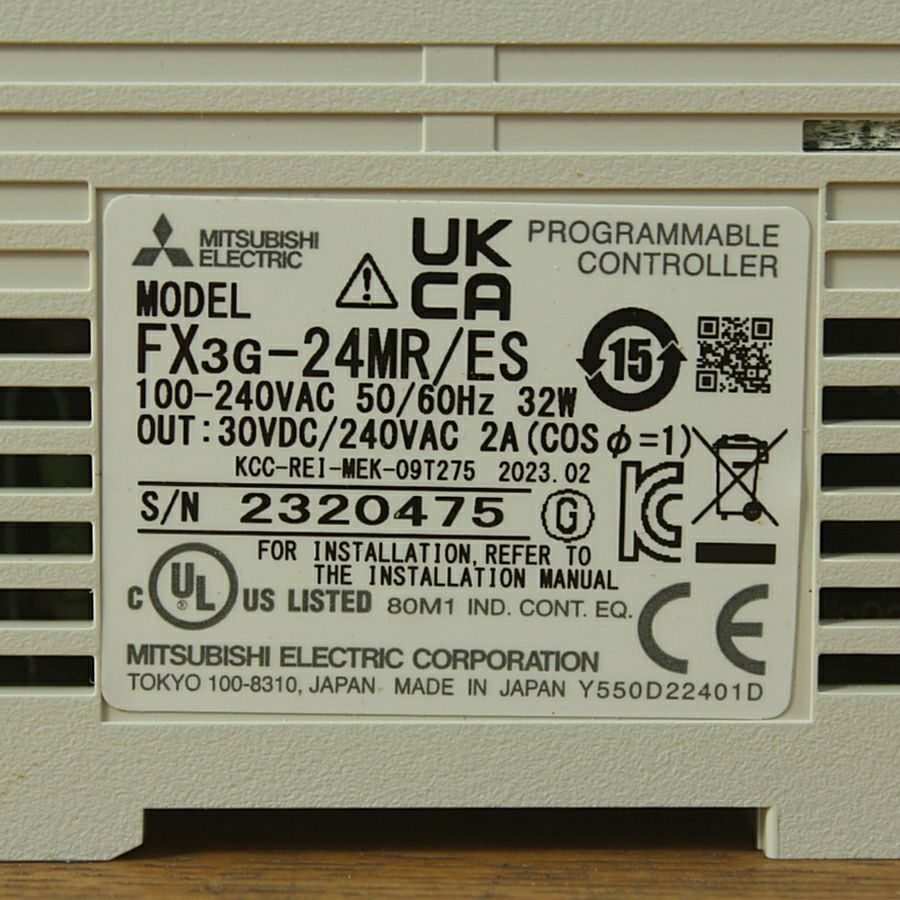 MITSUBISHI
ELECTRIC
UK
CA
PROGRAMMABLE
CONTROLLER
MODEL
FX3G-24MR/ES
15
100-240VAC 50/60Hz 32W
OUT:30VDC/240VAC 2A(COSφ=1)
KCC-REI-MEK-09T275 2023.02
S/N 2320475 G
FOR INSTALLATION,REFER TO
THE INSTALLATION MANUAL
C UL ® US LISTED 80M1 IND. CONT. EQ. CE
MITSUBISHI ELECTRIC CORPORATION
TOKYO 100-8310, JAPAN MADE IN JAPAN Y550D22401D